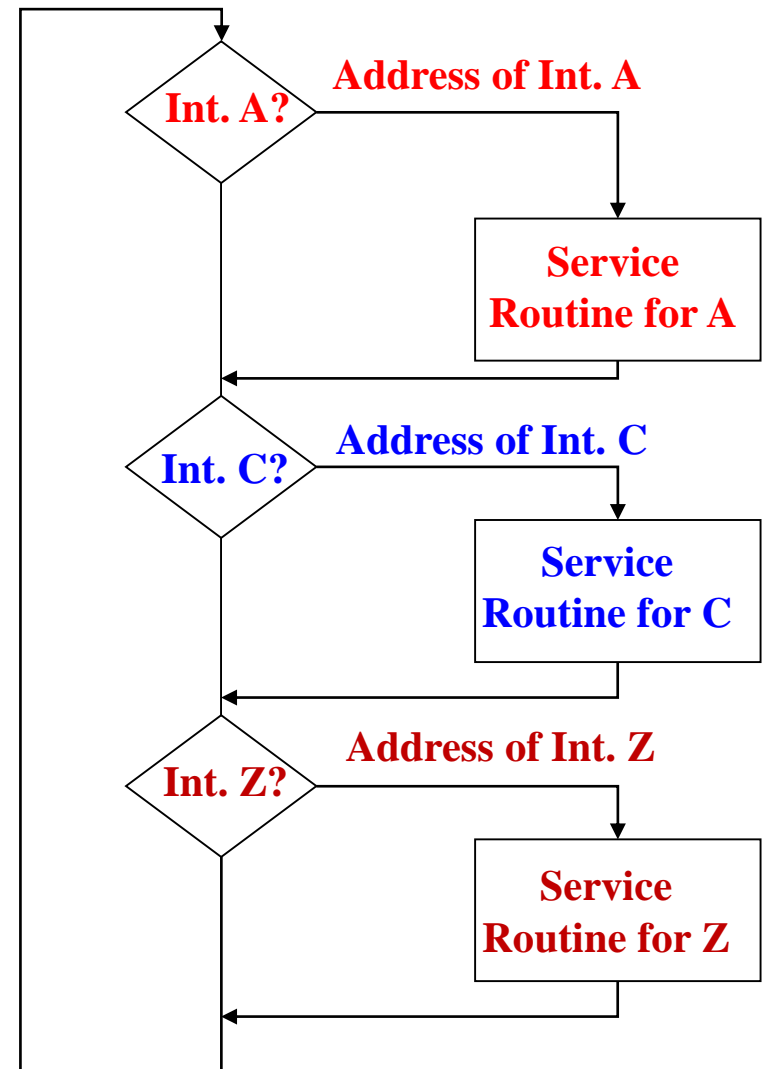 Address of Int. A
Int. A?
Service
Routine for A
Address of Int. C
Int. C?
Service
Routine for C
Address of Int. Z
Int. Z?
Service
Routine for Z